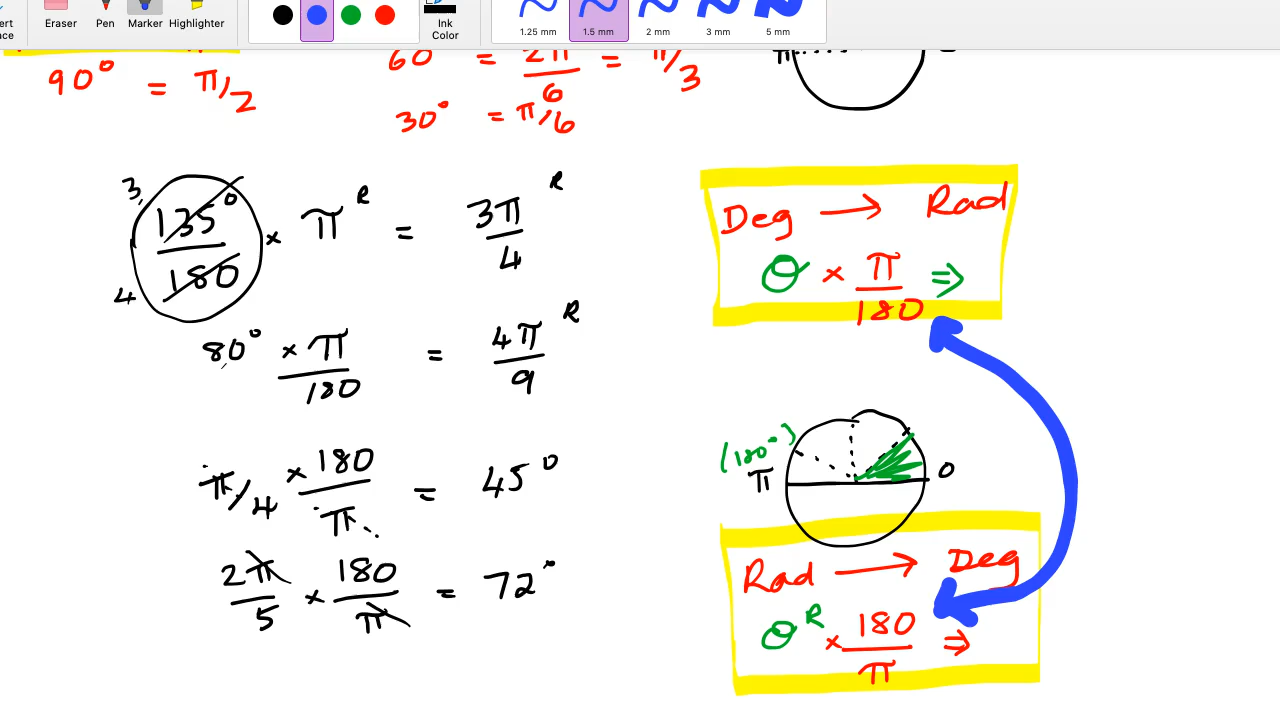 Eraser Pen Marker Highlighter Ink Color 1.25 mm 1.5 mm 2 mm 3 mm 5 mm
90° = π/2
60 = 2π/6 = π/3
30° = π/6
π
3
135°/180 × π^R = 3π/4 ^R
4
80° × π/180 = 4π/9 ^R
π/4 × 180/π = 45°
2π/5 × 180/π = 72°
Deg → Rad
θ × π/180 ⇒
(180°)
π 0
Rad → Deg
θ^R × 180/π ⇒